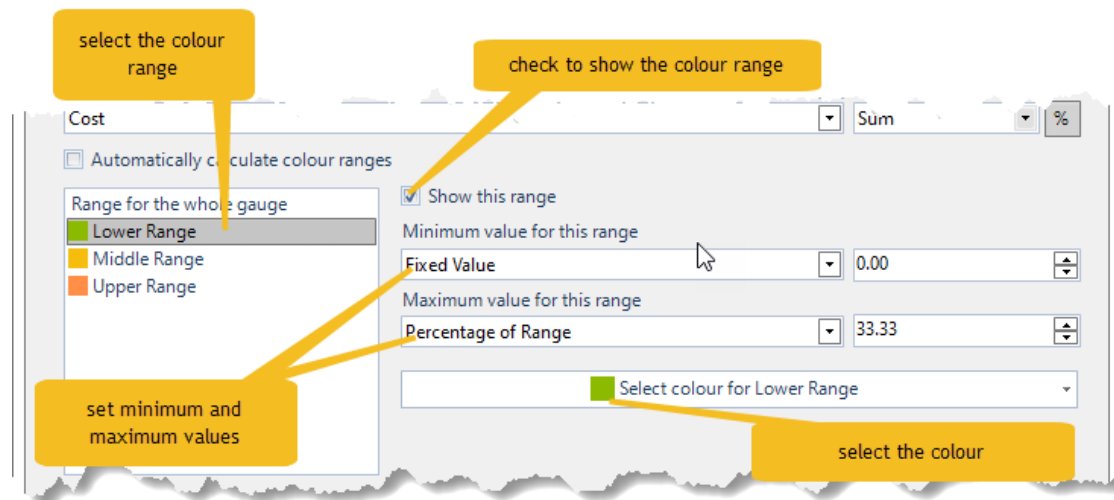 select the colour
range
check to show the colour range
Cost
Sum
%
Automatically calculate colour ranges
Range for the whole gauge
Lower Range
Middle Range
Upper Range
Show this range
Minimum value for this range
Fixed Value
0.00
Maximum value for this range
Percentage of Range
33.33
Select colour for Lower Range
set minimum and
maximum values
select the colour